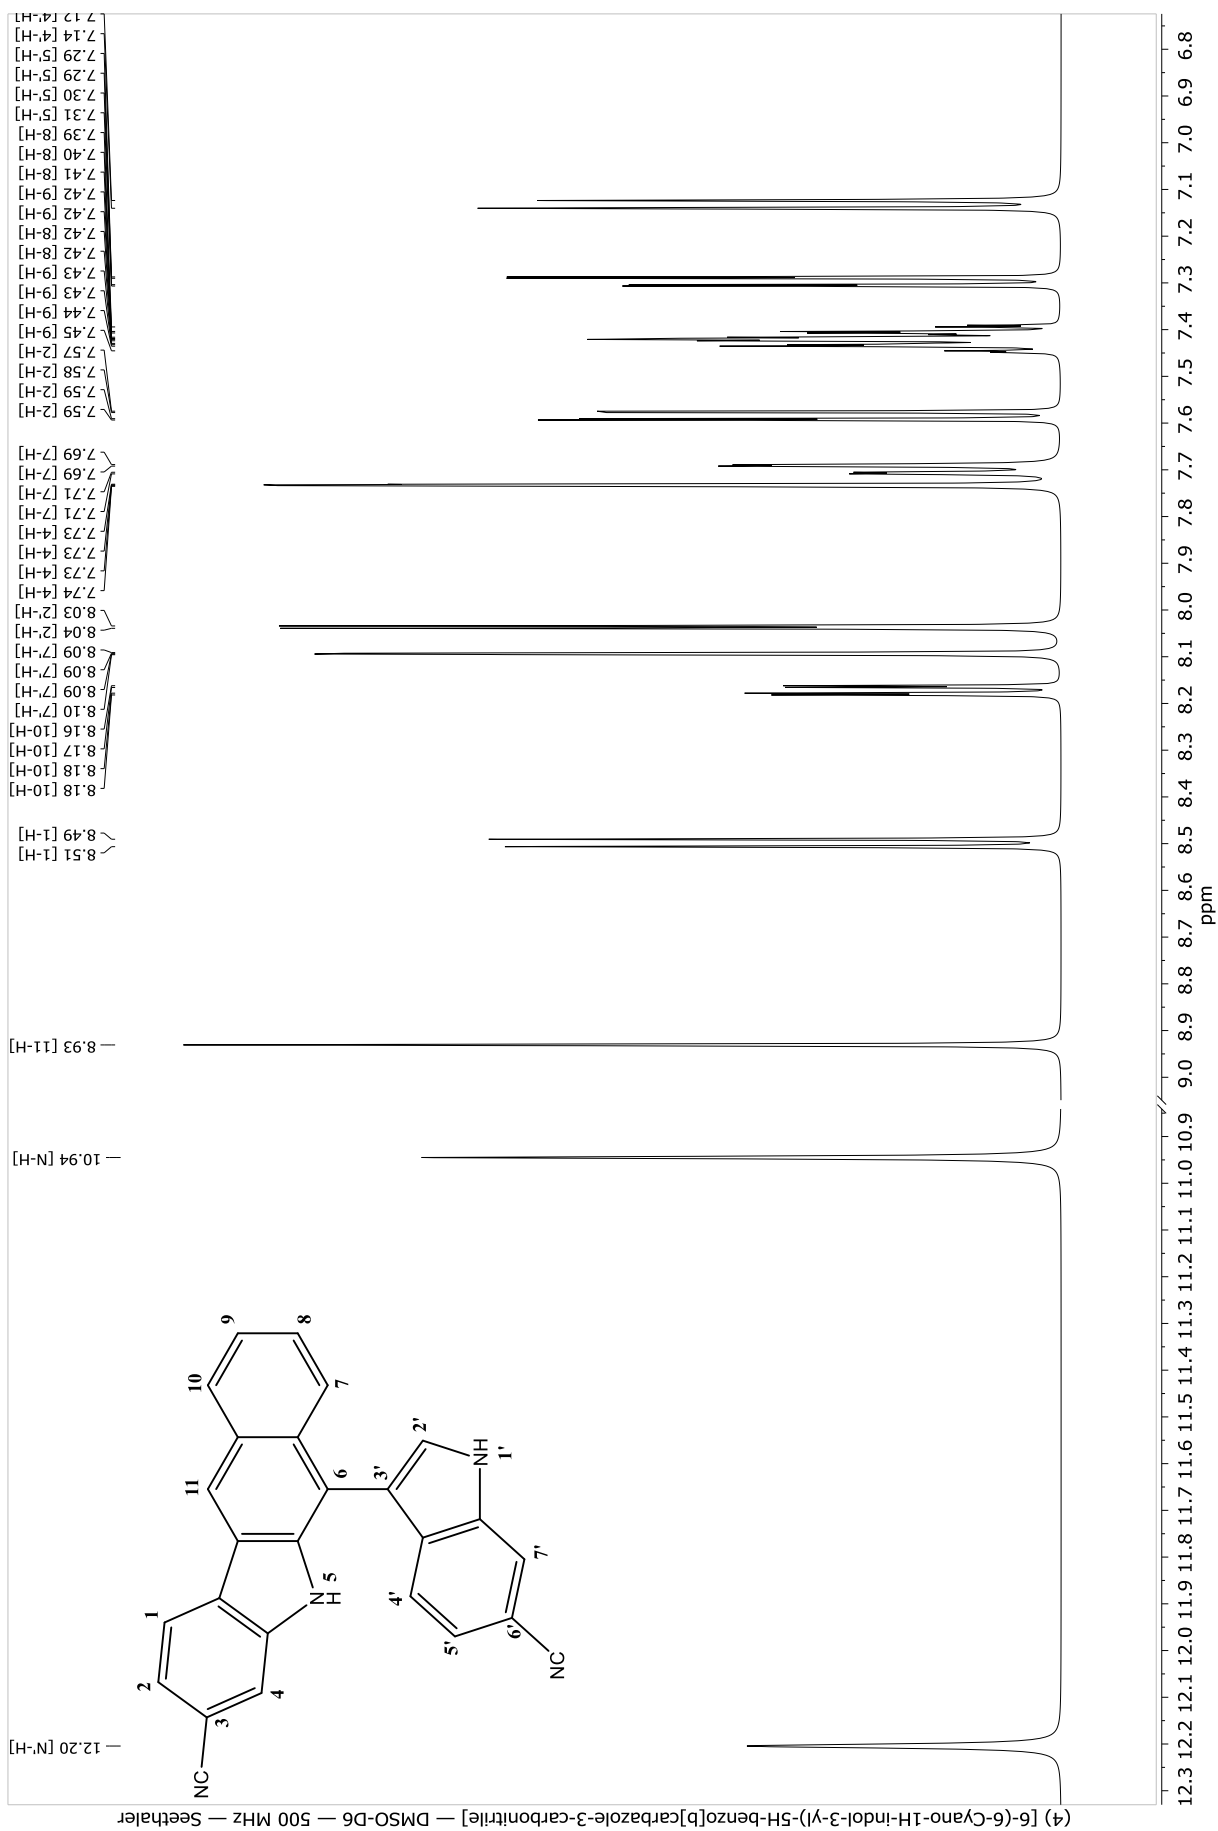 (4) [6-(6-Cyano-1H-indol-3-yl)-5H-benzo[b]carbazole-3-carbonitrile] — DMSO-D6 — 500 MHz — Seethaler
12.20 [N'-H]
10.94 [N-H]
8.93 [11-H]
8.51 [1-H]
8.49 [1-H]
8.18 [10-H]
8.18 [10-H]
8.17 [10-H]
8.16 [10-H]
8.10 [7'-H]
8.09 [7'-H]
8.09 [7'-H]
8.09 [7'-H]
8.04 [2'-H]
8.03 [2'-H]
7.74 [4-H]
7.73 [4-H]
7.73 [4-H]
7.73 [4-H]
7.71 [7-H]
7.71 [7-H]
7.69 [7-H]
7.69 [7-H]
7.59 [2-H]
7.59 [2-H]
7.58 [2-H]
7.57 [2-H]
7.45 [9-H]
7.44 [9-H]
7.43 [9-H]
7.43 [9-H]
7.42 [8-H]
7.42 [8-H]
7.42 [9-H]
7.42 [9-H]
7.41 [8-H]
7.40 [8-H]
7.39 [8-H]
7.31 [5'-H]
7.30 [5'-H]
7.29 [5'-H]
7.29 [5'-H]
7.14 [4'-H]
7.12 [4'-H]
NC
3
2
1
4
NH
5
11
6
10
9
8
7
3'
2'
NH
1'
4'
5'
6'
7'
NC
12.3 12.2 12.1 12.0 11.9 11.8 11.7 11.6 11.5 11.4 11.3 11.2 11.1 11.0 10.9 9.0 8.9 8.8 8.7 8.6 8.5 8.4 8.3 8.2 8.1 8.0 7.9 7.8 7.7 7.6 7.5 7.4 7.3 7.2 7.1 7.0 6.9 6.8
ppm